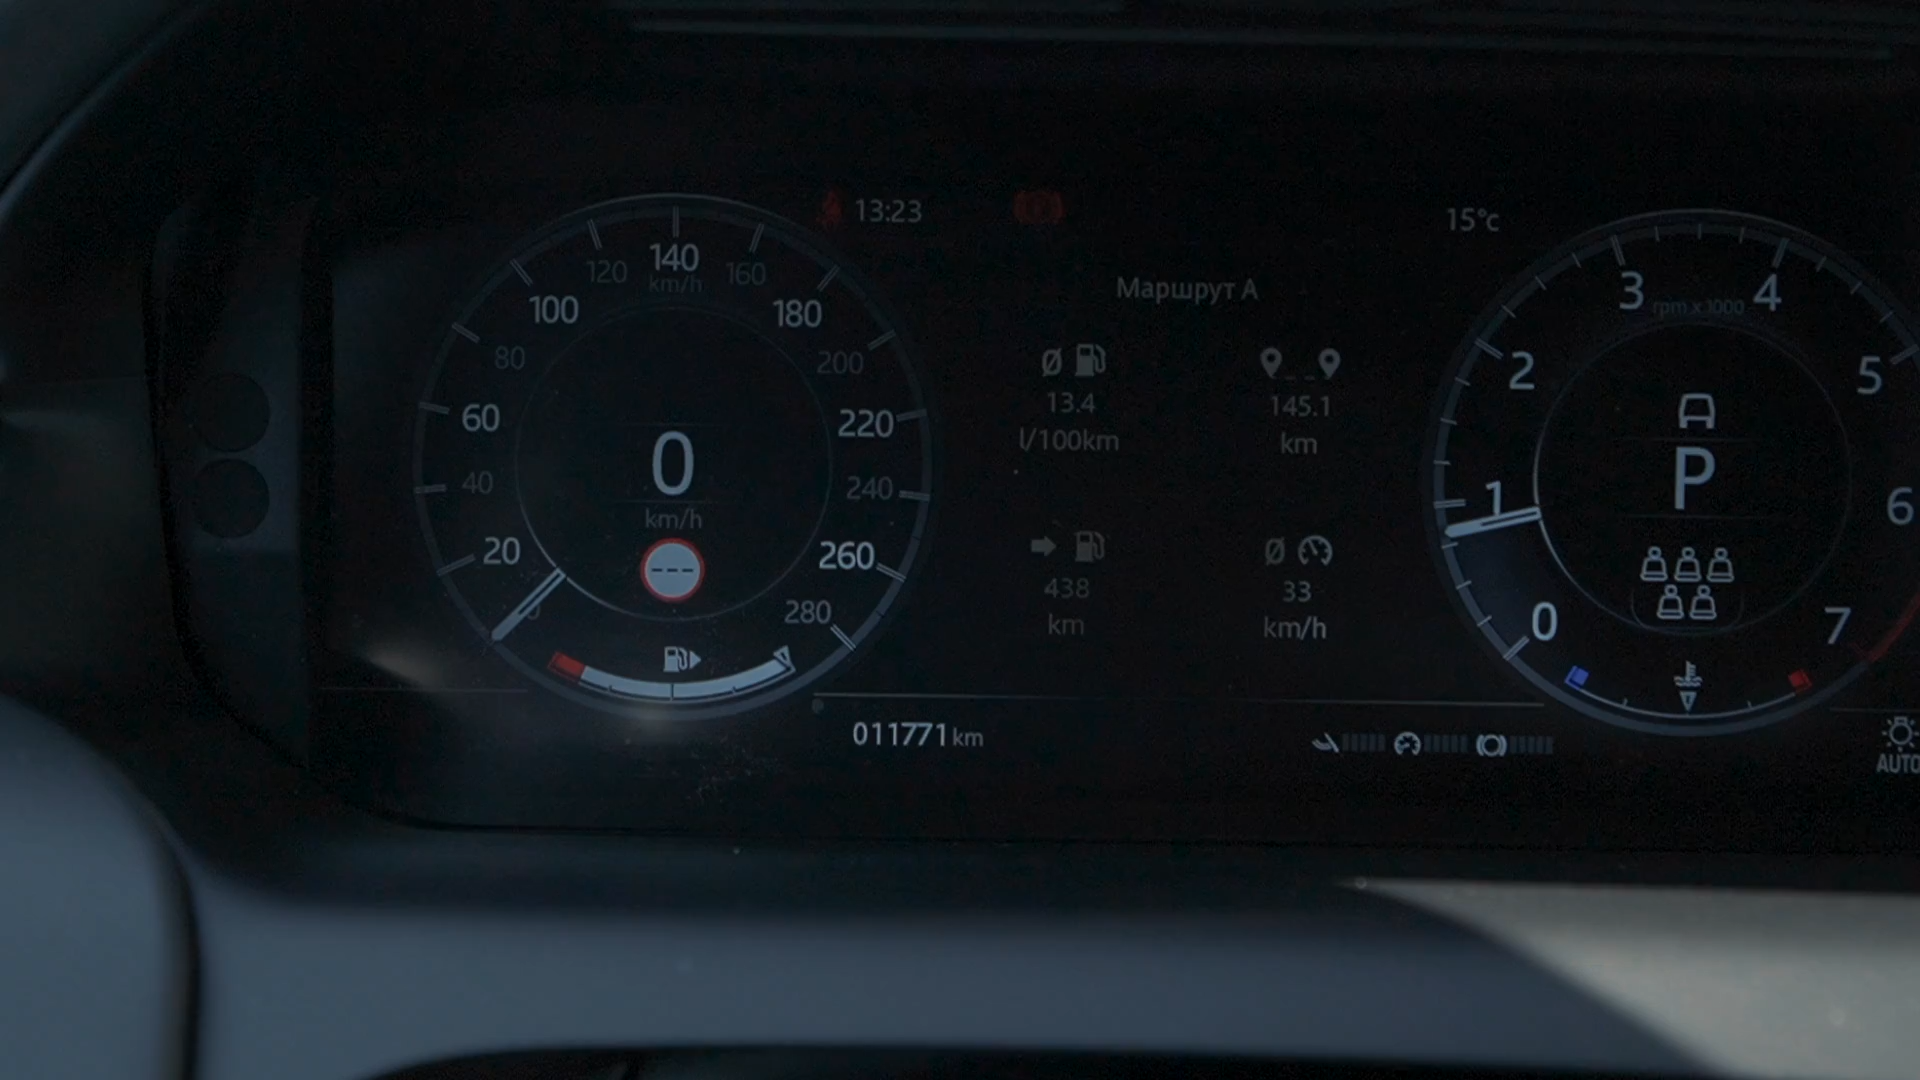 13:23
15°c
140
km/h
120
160
100
180
80
200
60
220
40
240
20
260
0
280
0
km/h
---
Маршрут A
13.4
l/100km
145.1
km
438
km
33
km/h
011771 km
3
rpm x 1000
4
2
5
1
6
0
7
P
AUTO